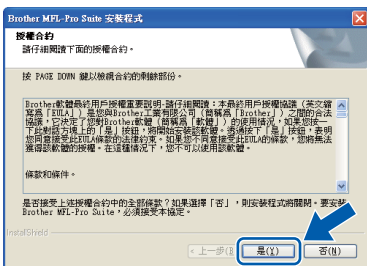 Brother MFL-Pro Suite 安裝程式
授權合約
請仔細閱讀下面的授權合約。
按 PAGE DOWN 鍵以檢視合約的剩餘部份。
Brother軟體最終用戶授權重要說明-請仔細閱讀：本最終用戶授權協議（英文縮
寫為「EULA」）是您與Brother工業有限公司（簡稱為「Brother」）之間的合法
協議，它決定了您對Brother軟體（簡稱為「軟體」）的使用情況，如果您按一
下此對話方塊上的「是」按鈕，將開始安裝該軟體。透過按下「是」按鈕，表明
您同意接受此EULA條款的法律約束。如果您不同意接受此EULA的條款，您將無法
獲得該軟體的授權。在這種情況下，您不可以使用該軟體。
條款和條件。
是否接受上述授權合約中的全部條款？如果選擇「否」，則安裝程式將關閉。要安裝
Brother MFL-Pro Suite，必須接受本協定。
InstallShield
< 上一步(B)
是(Y)
否(N)